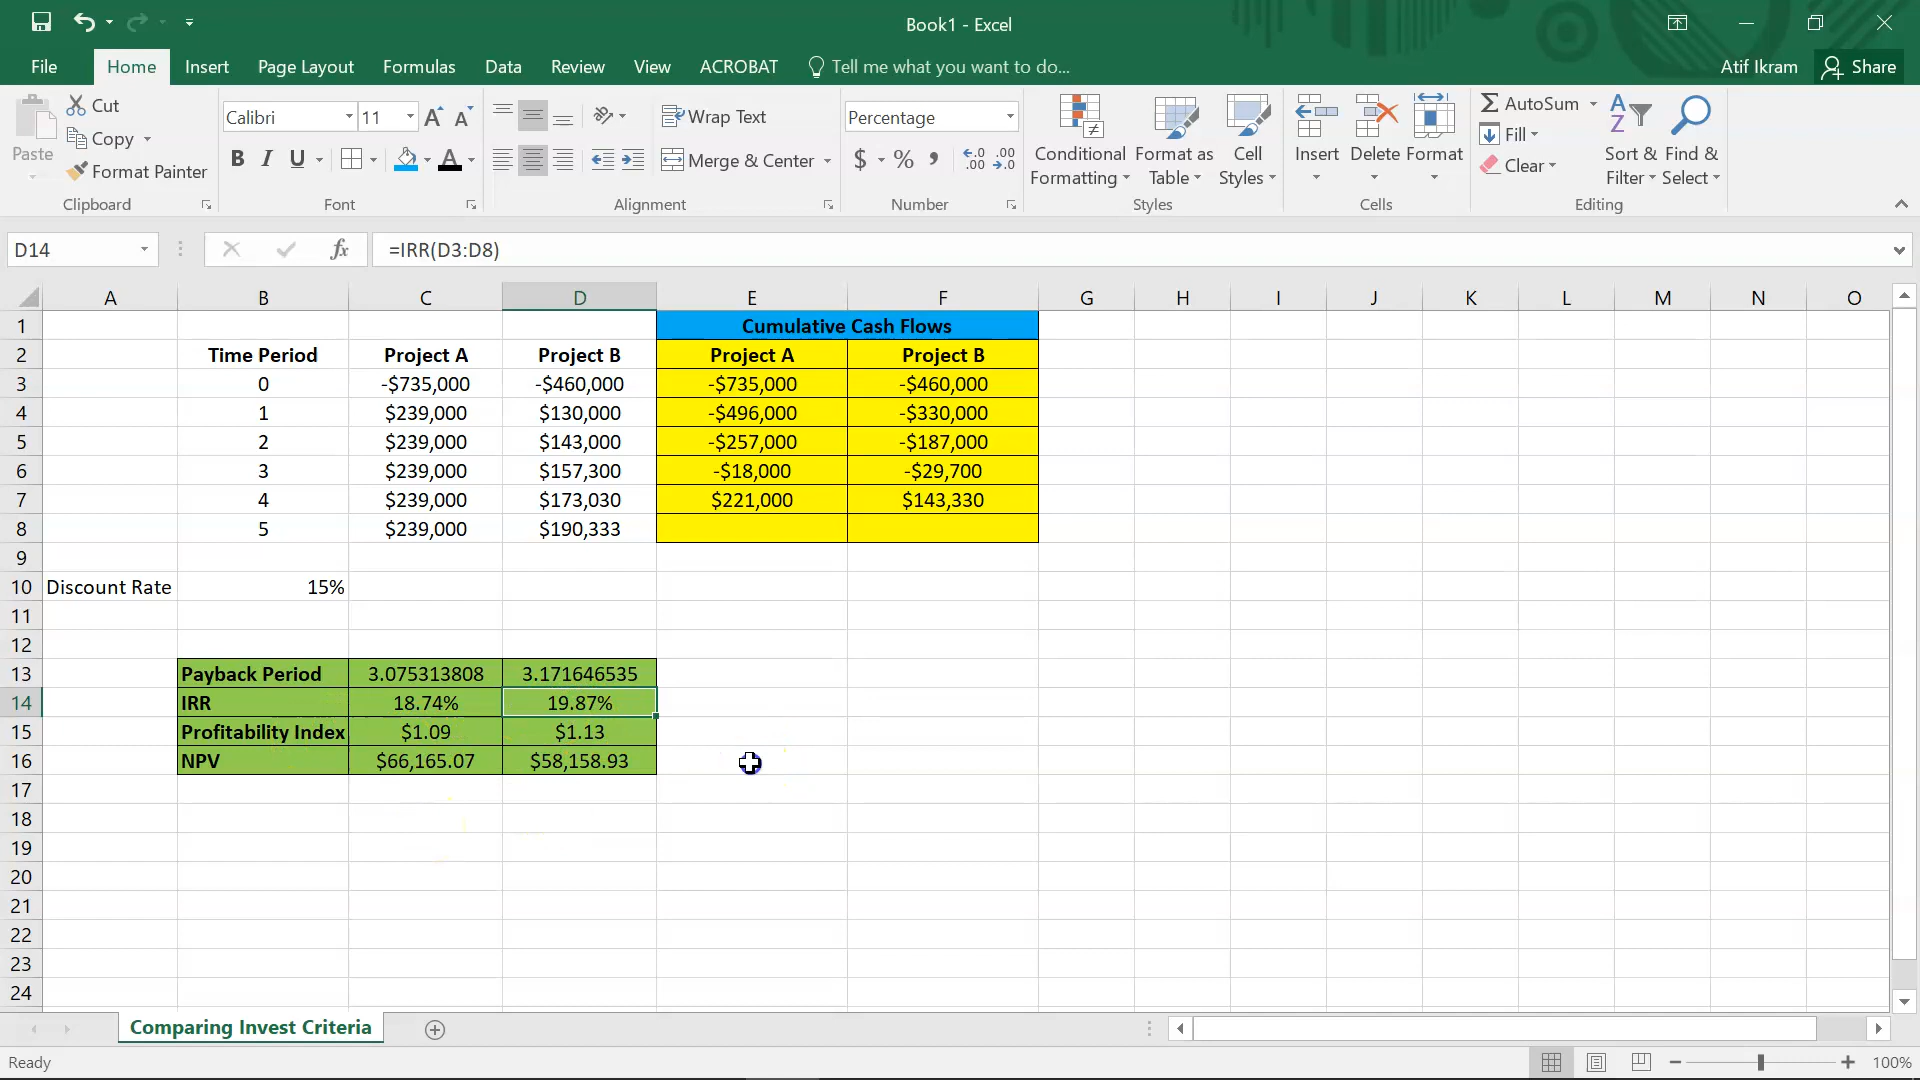 Book1 - Excel
File Home Insert Page Layout Formulas Data Review View ACROBAT Tell me what you want to do... Atif Ikram Share
Paste
Cut
Copy
Format Painter
Clipboard
Calibri 11
B I U
Font
Wrap Text
Merge & Center
Alignment
Percentage
$ % , .0 .00 .00 .0
Number
Conditional Formatting
Format as Table
Cell Styles
Styles
Insert Delete Format
Cells
AutoSum
Fill
Clear
Sort & Filter
Find & Select
Editing
D14 fx =IRR(D3:D8)
A B C D E F G H I J K L M N O
1 Cumulative Cash Flows
2 Time Period Project A Project B Project A Project B
3 0 -$735,000 -$460,000 -$735,000 -$460,000
4 1 $239,000 $130,000 -$496,000 -$330,000
5 2 $239,000 $143,000 -$257,000 -$187,000
6 3 $239,000 $157,300 -$18,000 -$29,700
7 4 $239,000 $173,030 $221,000 $143,330
8 5 $239,000 $190,333
9
10 Discount Rate 15%
11
12
13 Payback Period 3.075313808 3.171646535
14 IRR 18.74% 19.87%
15 Profitability Index $1.09 $1.13
16 NPV $66,165.07 $58,158.93
17
18
19
20
21
22
23
24
Comparing Invest Criteria
Ready 100%